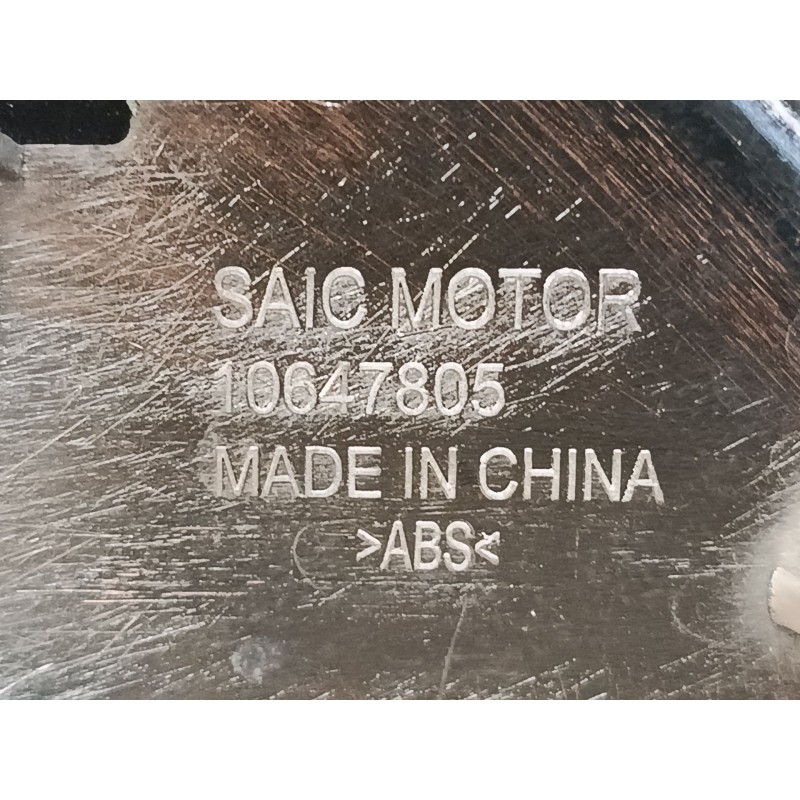 SAIC MOTOR
10647805
MADE IN CHINA
>ABS<